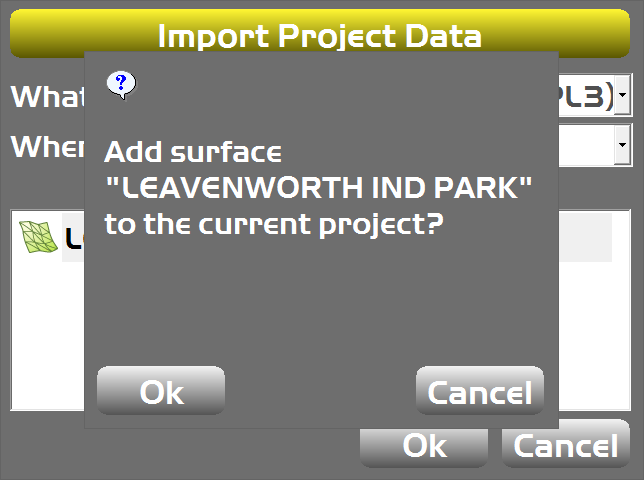 Import Project Data
What
PL3)
Wher
?
Add surface
"LEAVENWORTH IND PARK"
to the current project?
Ok Cancel
Ok Cancel